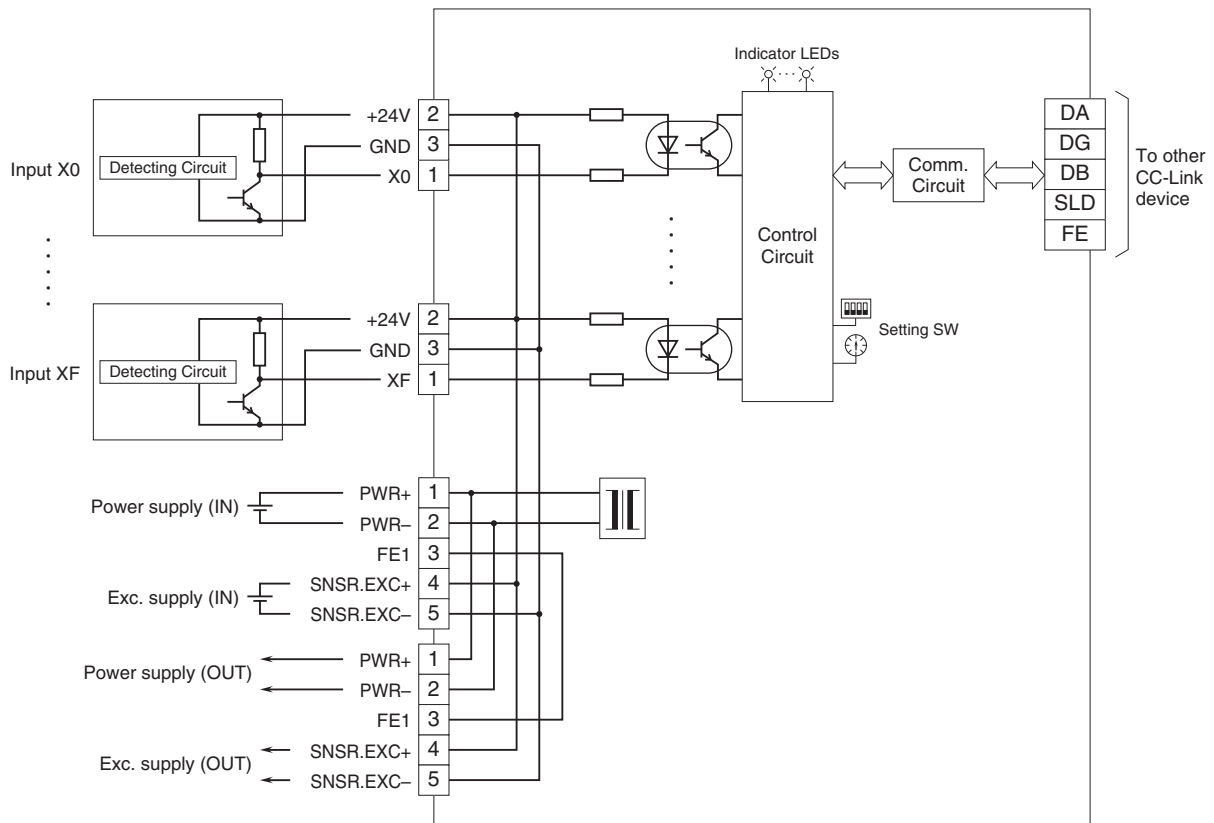 Indicator LEDs
Input X0
Detecting Circuit
+24V 2
GND 3
X0 1
Control
Circuit
Comm.
Circuit
DA
DG
DB
SLD
FE
To other
CC-Link
device
Input XF
Detecting Circuit
+24V 2
GND 3
XF 1
Setting SW
Power supply (IN)
PWR+ 1
PWR– 2
FE1 3
Exc. supply (IN)
SNSR.EXC+ 4
SNSR.EXC– 5
Power supply (OUT)
PWR+ 1
PWR– 2
FE1 3
Exc. supply (OUT)
SNSR.EXC+ 4
SNSR.EXC– 5